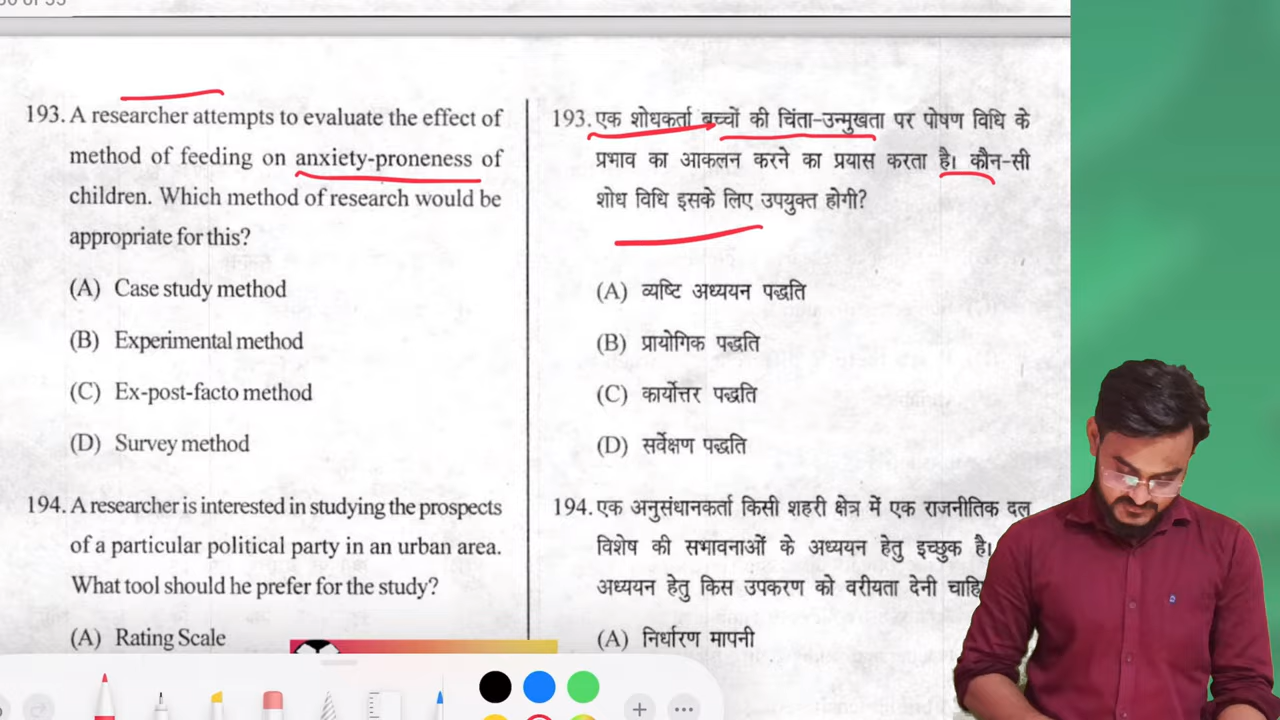 193. A researcher attempts to evaluate the effect of
method of feeding on anxiety-proneness of
children. Which method of research would be
appropriate for this?
(A) Case study method
(B) Experimental method
(C) Ex-post-facto method
(D) Survey method
194. A researcher is interested in studying the prospects
of a particular political party in an urban area.
What tool should he prefer for the study?
(A) Rating Scale
193. एक शोधकर्ता बच्चों की चिंता-उन्मुखता पर पोषण विधि के
प्रभाव का आकलन करने का प्रयास करता है। कौन-सी
शोध विधि इसके लिए उपयुक्त होगी?
(A) व्यष्टि अध्ययन पद्धति
(B) प्रायोगिक पद्धति
(C) कार्योत्तर पद्धति
(D) सर्वेक्षण पद्धति
194. एक अनुसंधानकर्ता किसी शहरी क्षेत्र में एक राजनीतिक दल
विशेष की सभावनाओं के अध्ययन हेतु इच्छुक है।
अध्ययन हेतु किस उपकरण को वरीयता देनी
(A) निर्धारण मापनी